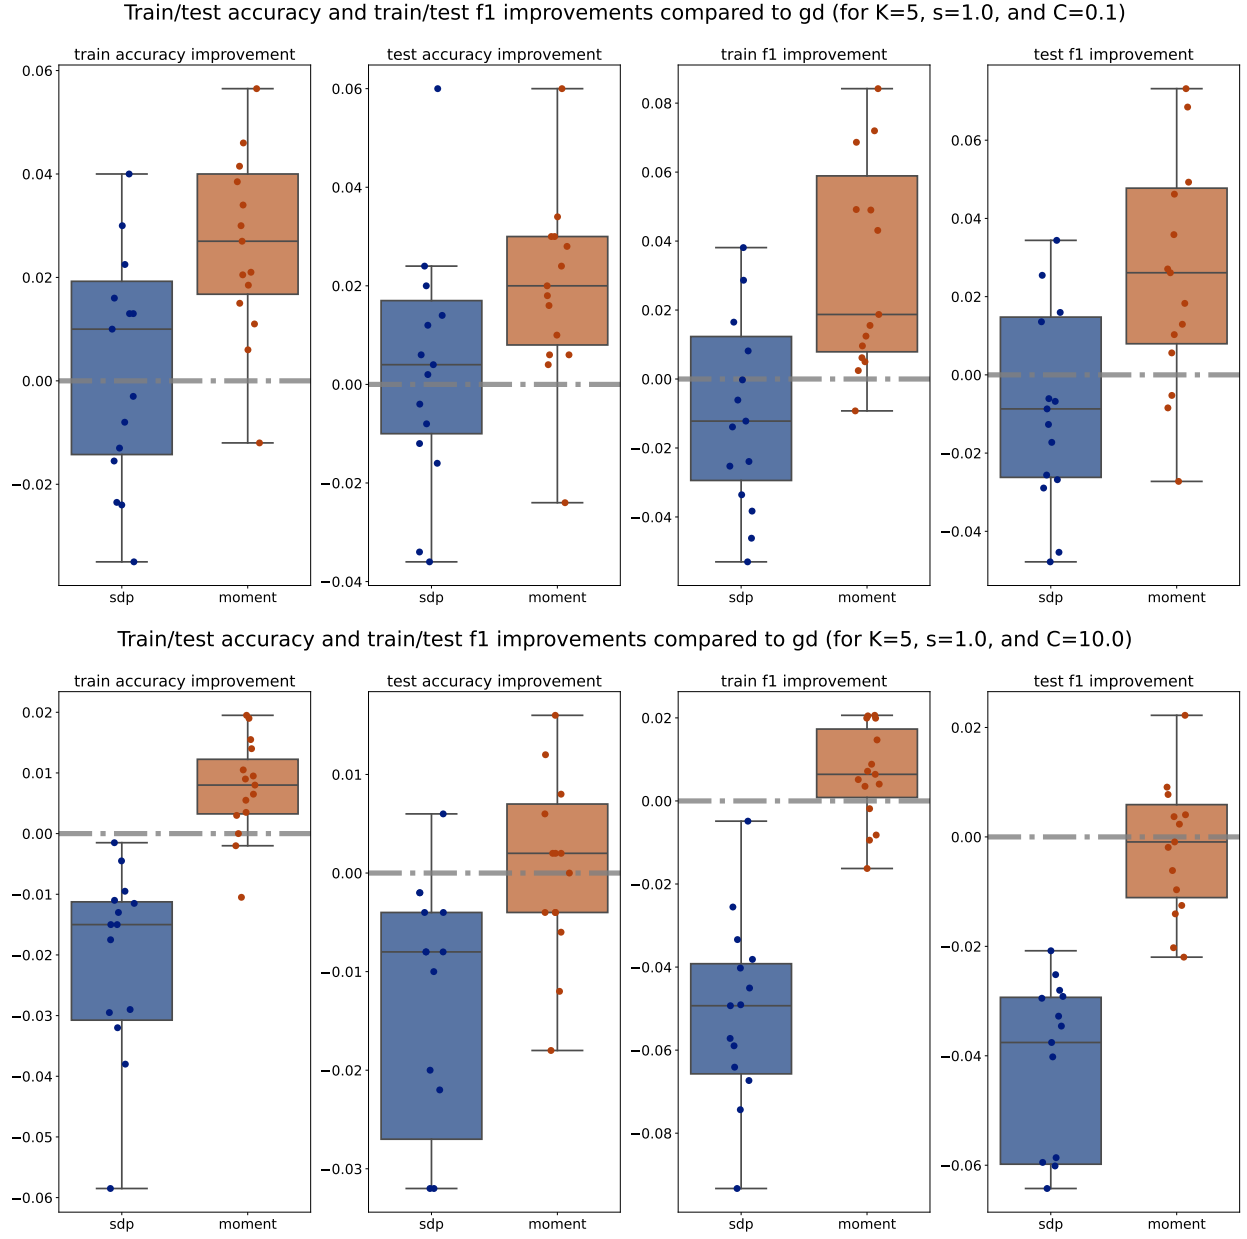 Train/test accuracy and train/test f1 improvements compared to gd (for K=5, s=1.0, and C=0.1)
train accuracy improvement
0.06
0.04
0.02
0.00
−0.02
sdp
moment
test accuracy improvement
0.06
0.04
0.02
0.00
−0.02
−0.04
sdp
moment
train f1 improvement
0.08
0.06
0.04
0.02
0.00
−0.02
−0.04
sdp
moment
test f1 improvement
0.06
0.04
0.02
0.00
−0.02
−0.04
sdp
moment
Train/test accuracy and train/test f1 improvements compared to gd (for K=5, s=1.0, and C=10.0)
train accuracy improvement
0.02
0.01
0.00
−0.01
−0.02
−0.03
−0.04
−0.05
−0.06
sdp
moment
test accuracy improvement
0.01
0.00
−0.01
−0.02
−0.03
sdp
moment
train f1 improvement
0.02
0.00
−0.02
−0.04
−0.06
−0.08
sdp
moment
test f1 improvement
0.02
0.00
−0.02
−0.04
−0.06
sdp
moment